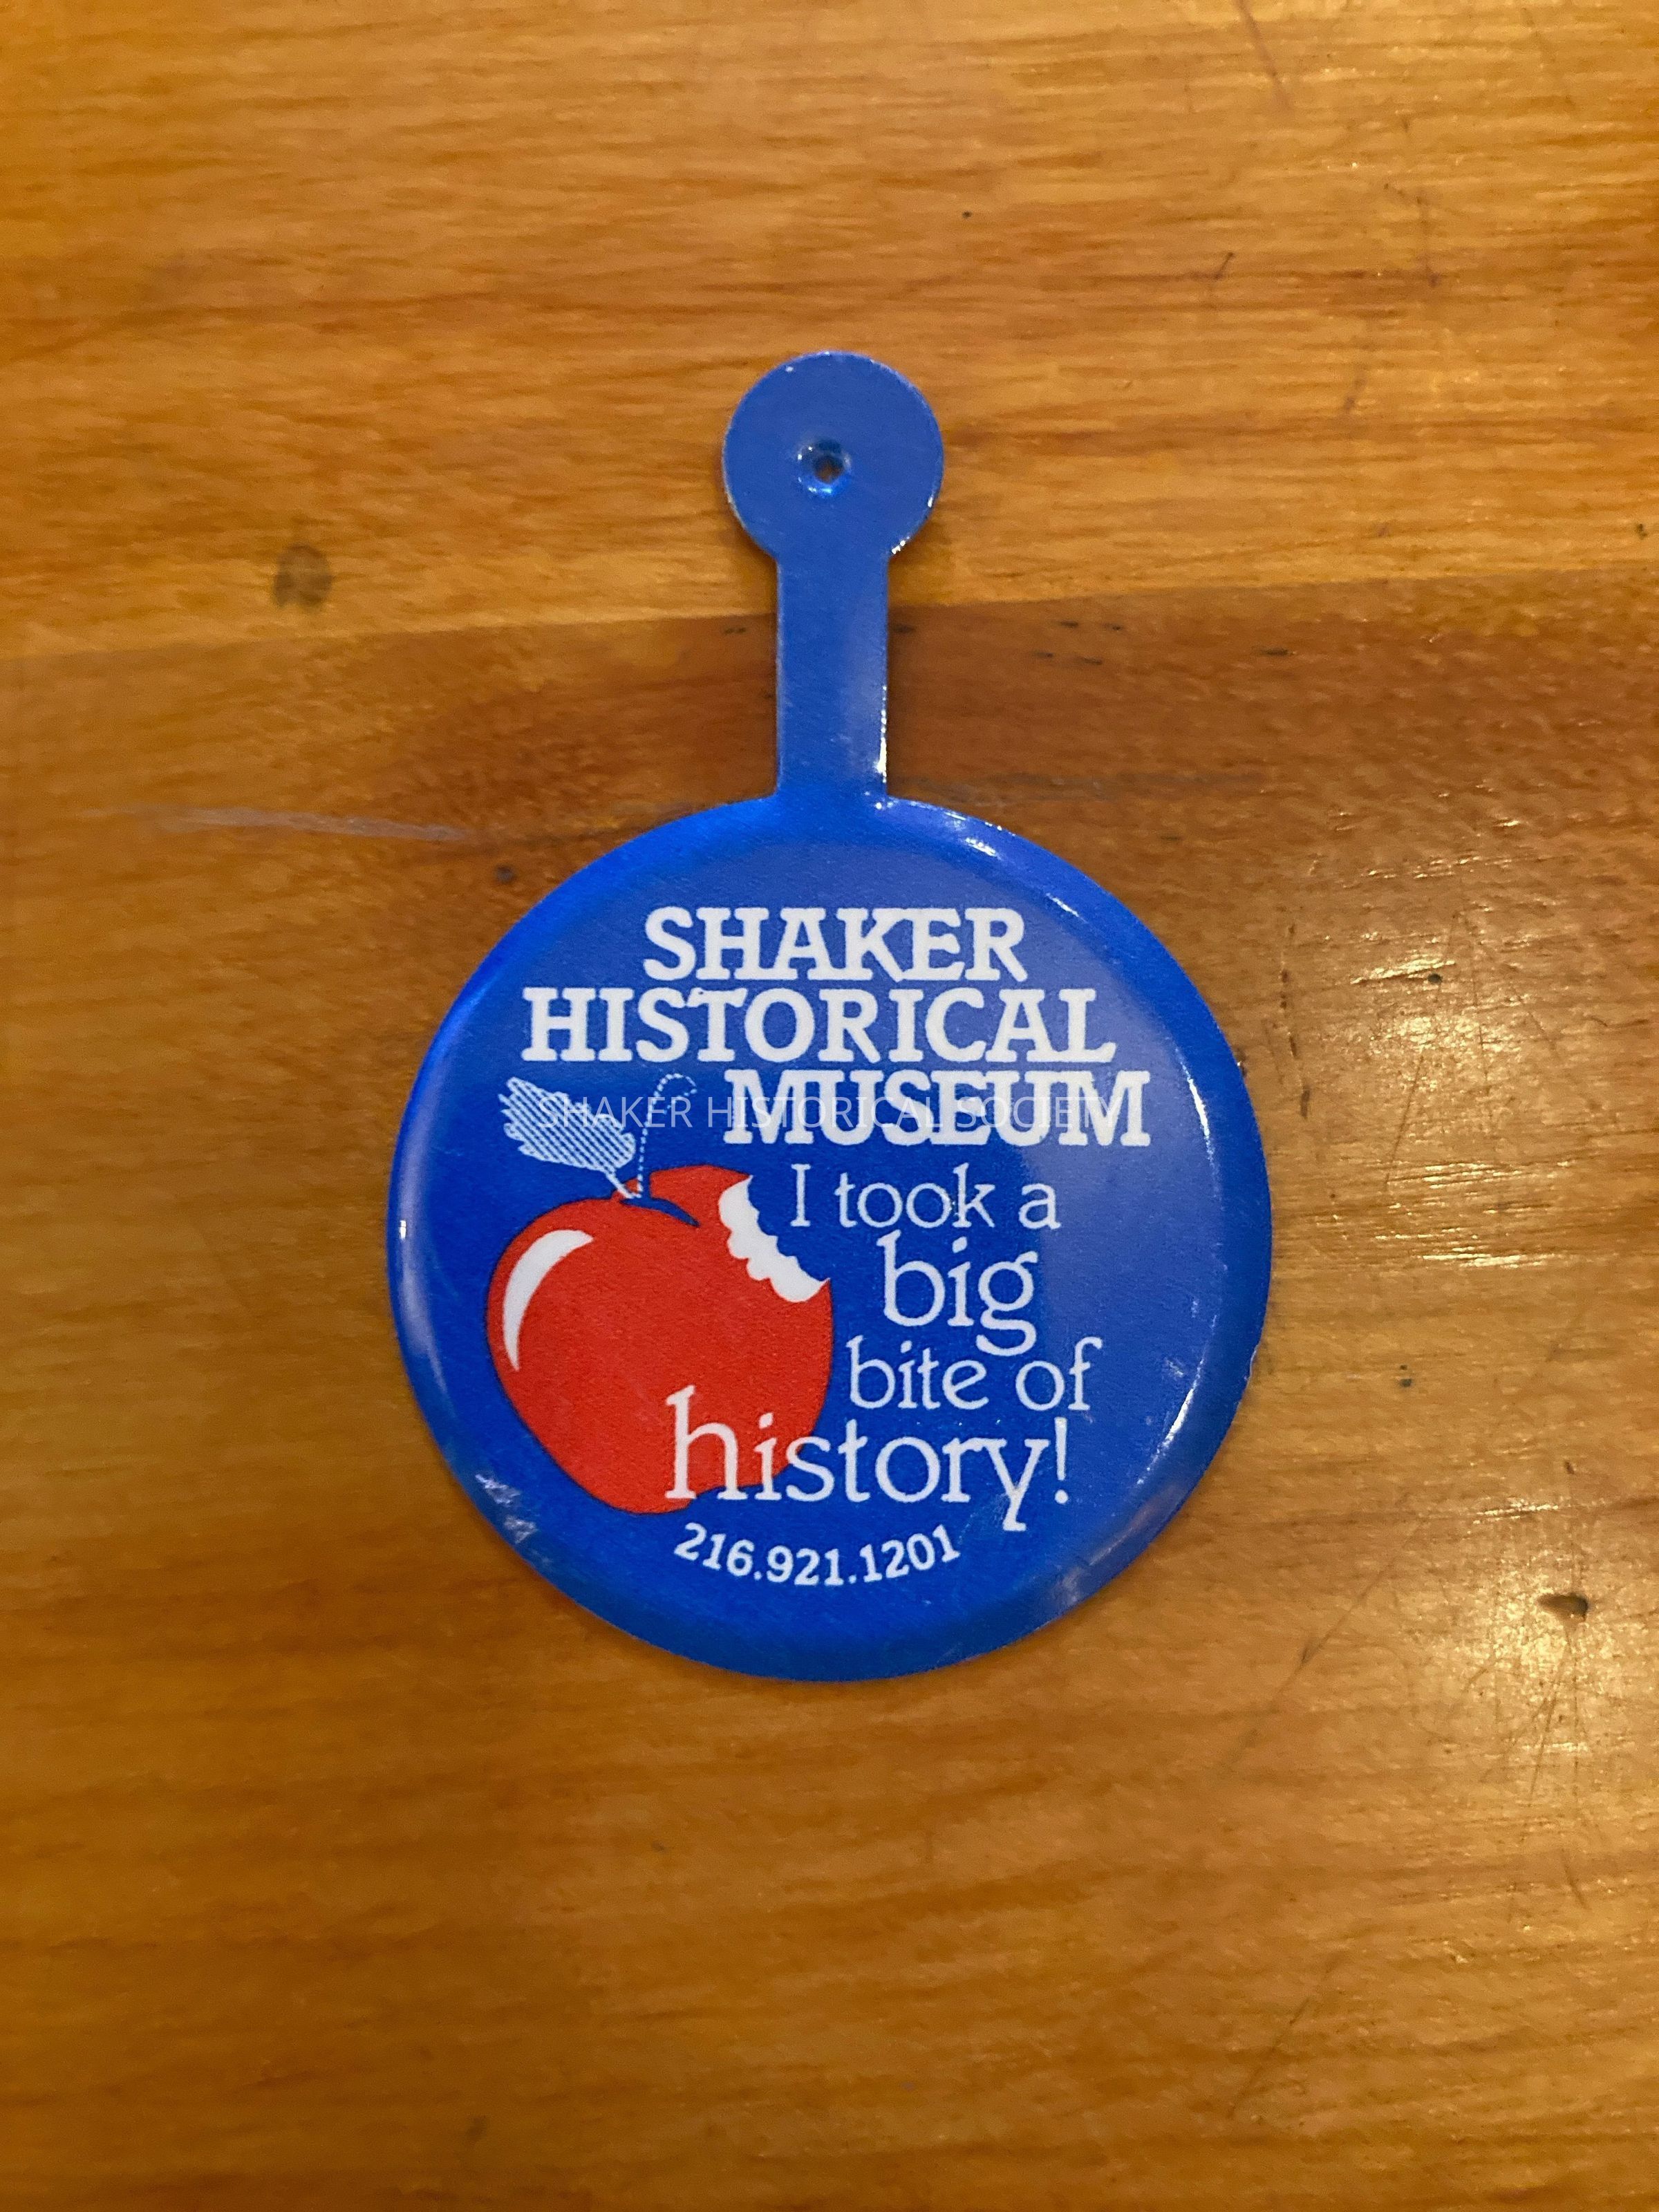 SHAKER
HISTORICAL
MUSEUM
SHAKER HISTORICAL SOCIETY
I took a
big
bite of
history!
216.921.1201